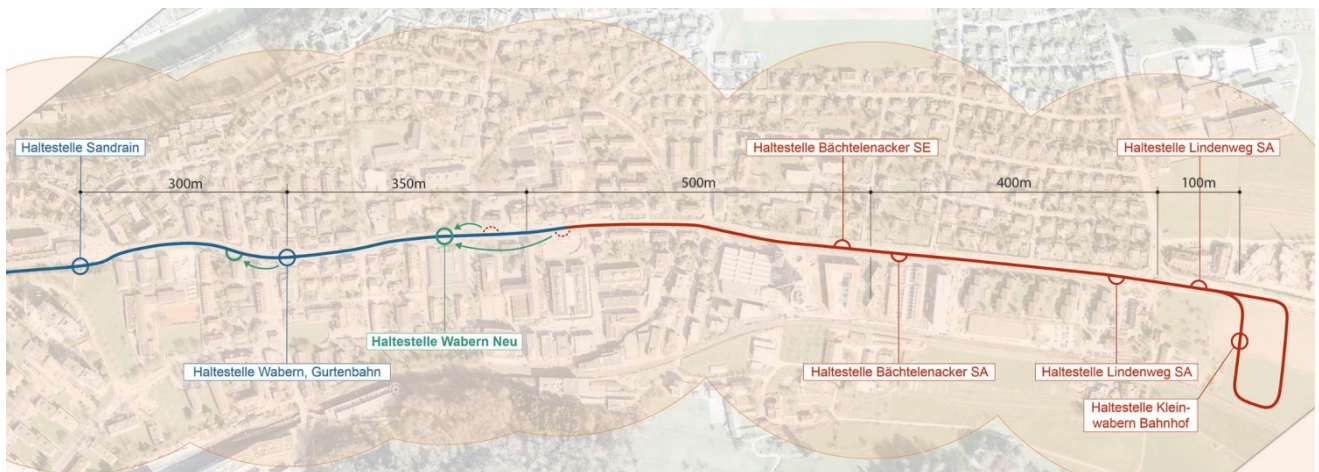 Haltestelle Sandrain
Haltestelle Bächtelenacker SE
Haltestelle Lindenweg SA
300m
350m
500m
400m
100m
Haltestelle Wabern Neu
Haltestelle Wabern, Gurtenbahn
Haltestelle Bächtelenacker SA
Haltestelle Lindenweg SA
Haltestelle Klein-
wabern Bahnhof